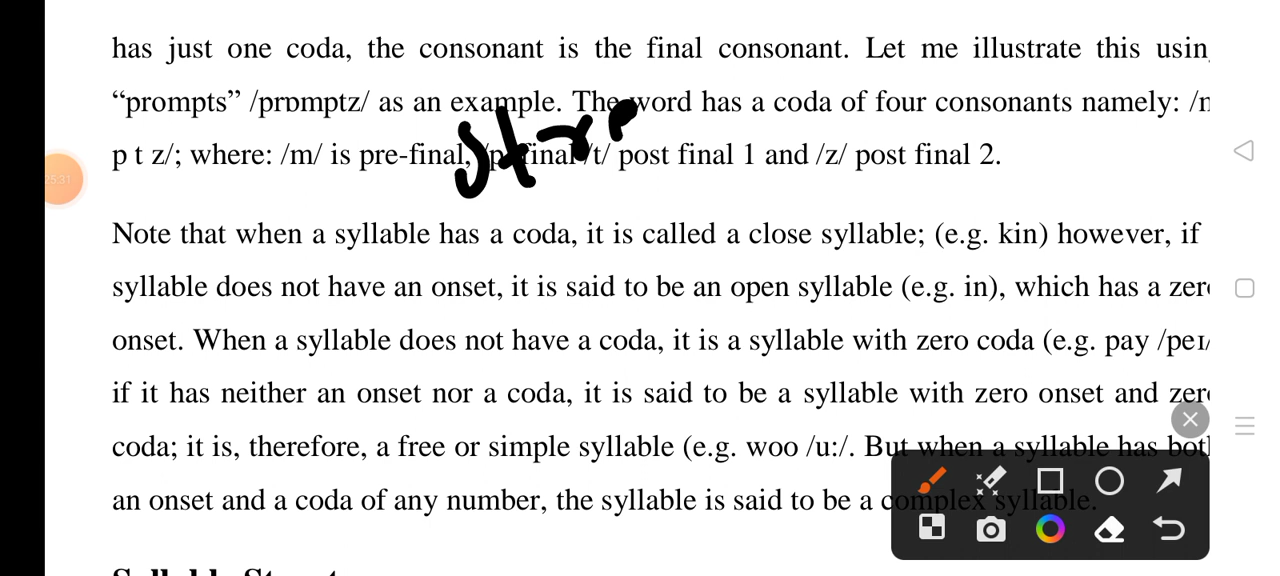 has just one coda, the consonant is the final consonant. Let me illustrate this usin
“prompts” /prɒmptz/ as an example. The word has a coda of four consonants namely: /n
p t z/; where: /m/ is pre-final, /p/ final /t/ post final 1 and /z/ post final 2.
Note that when a syllable has a coda, it is called a close syllable; (e.g. kin) however, if
syllable does not have an onset, it is said to be an open syllable (e.g. in), which has a zer
onset. When a syllable does not have a coda, it is a syllable with zero coda (e.g. pay /peɪ/
if it has neither an onset nor a coda, it is said to be a syllable with zero onset and zer
coda; it is, therefore, a free or simple syllable (e.g. woo /u:/. But when a syllable has bot
an onset and a coda of any number, the syllable is said to be a complex syllable.
25:31